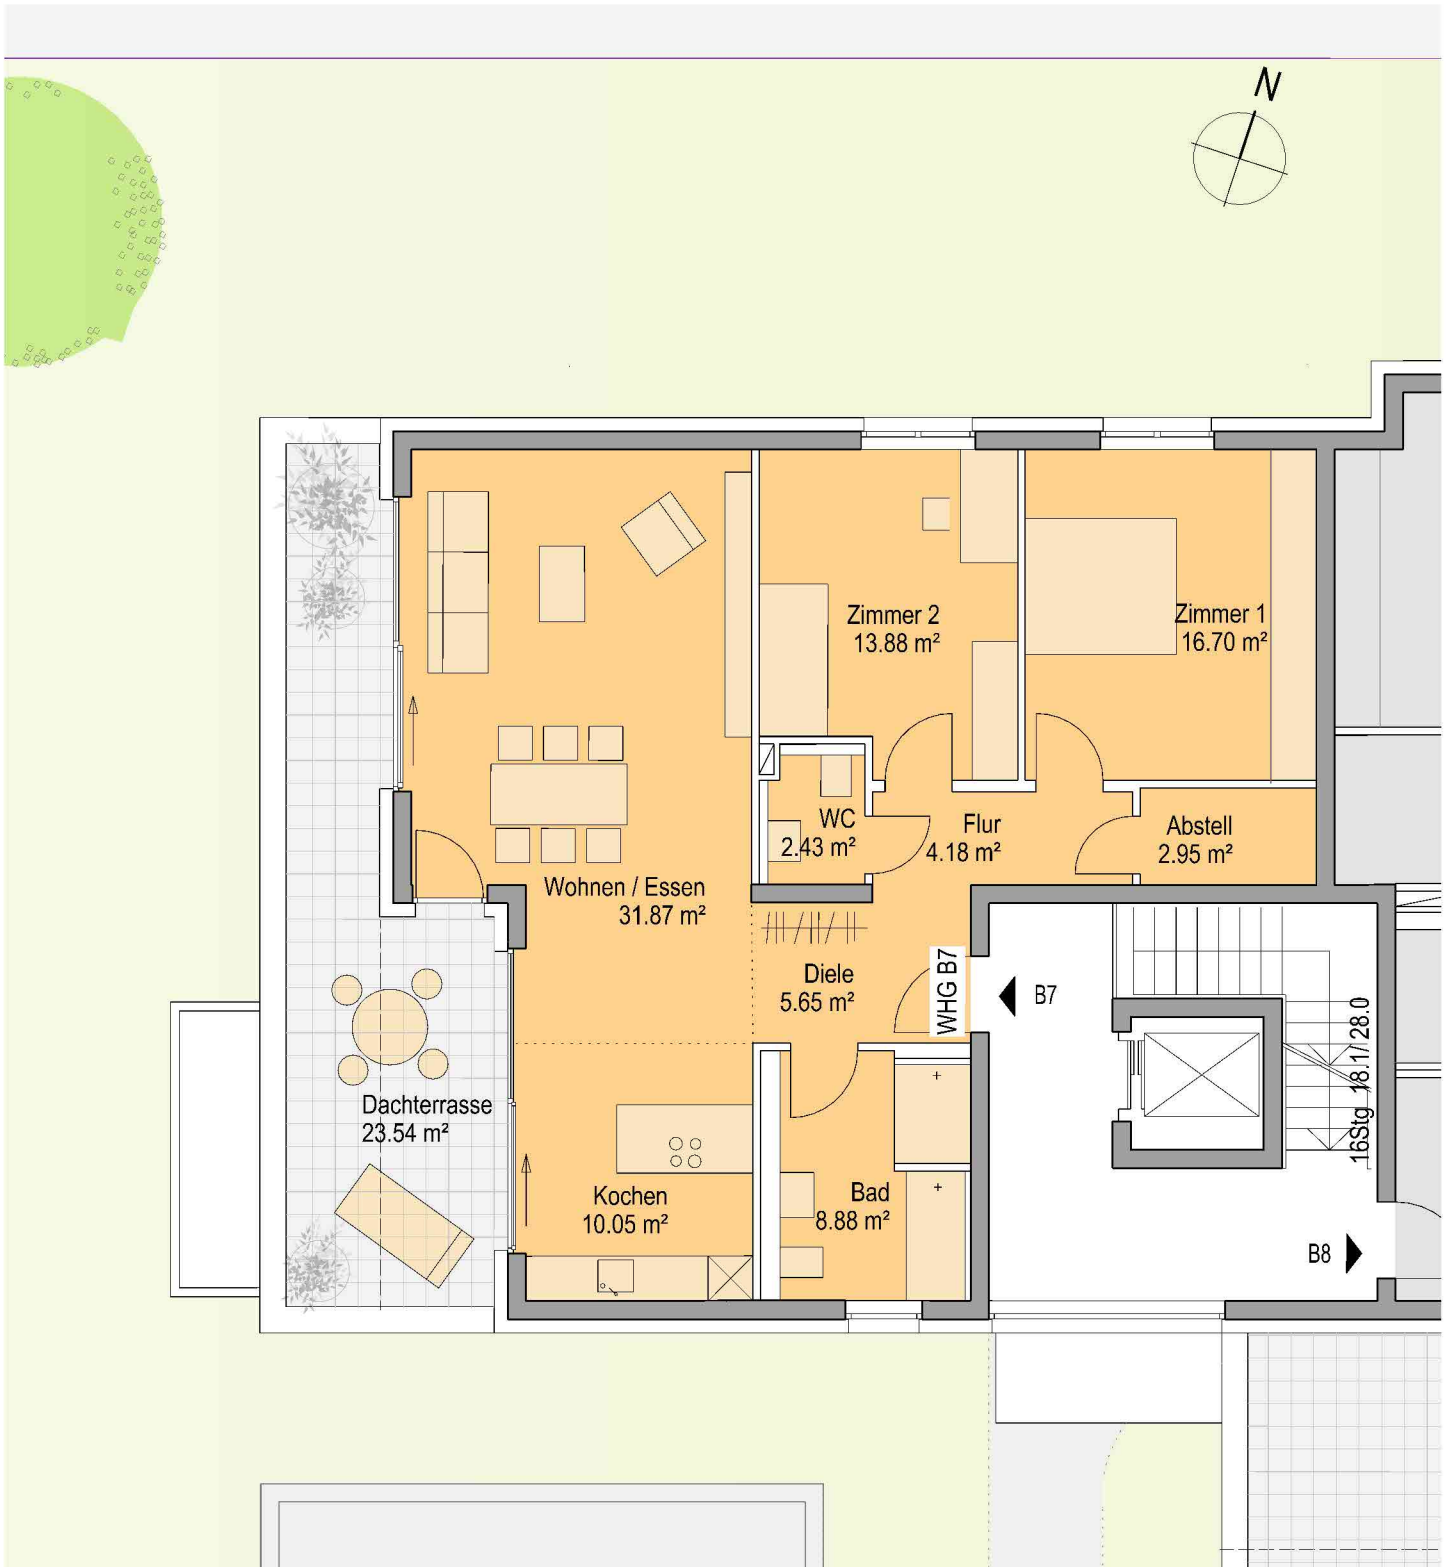 N
Zimmer 2
13.88 m²
Zimmer 1
16.70 m²
WC
2.43 m²
Flur
4.18 m²
Abstell
2.95 m²
Wohnen / Essen
31.87 m²
Diele
5.65 m²
WHG B7
B7
16Stg 18.1/ 28.0
Dachterrasse
23.54 m²
Kochen
10.05 m²
Bad
8.88 m²
B8